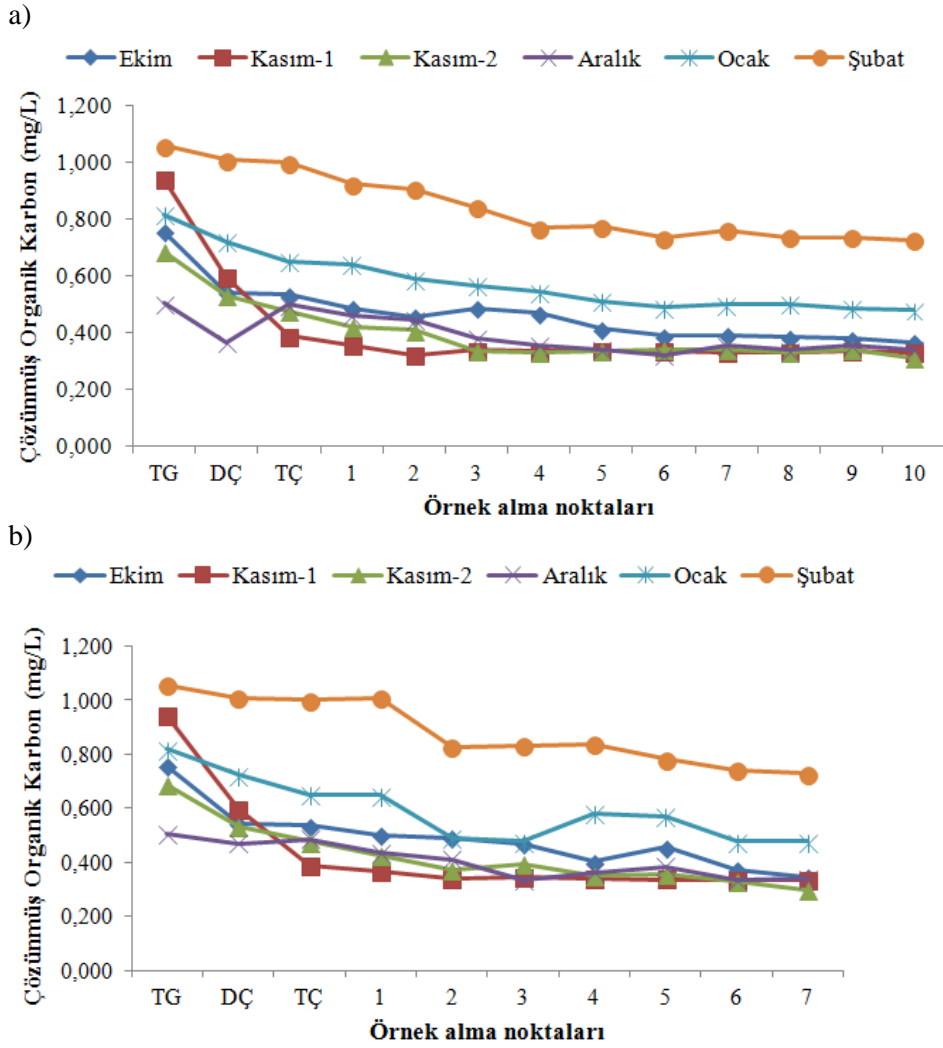 a)
Ekim Kasım-1 Kasım-2 Aralık Ocak Şubat
Çözünmüş Organik Karbon (mg/L)
1,200
1,000
0,800
0,600
0,400
0,200
0,000
TG DÇ TÇ 1 2 3 4 5 6 7 8 9 10
Örnek alma noktaları
b)
Ekim Kasım-1 Kasım-2 Aralık Ocak Şubat
Çözünmüş Organik Karbon (mg/L)
1,200
1,000
0,800
0,600
0,400
0,200
0,000
TG DÇ TÇ 1 2 3 4 5 6 7
Örnek alma noktaları